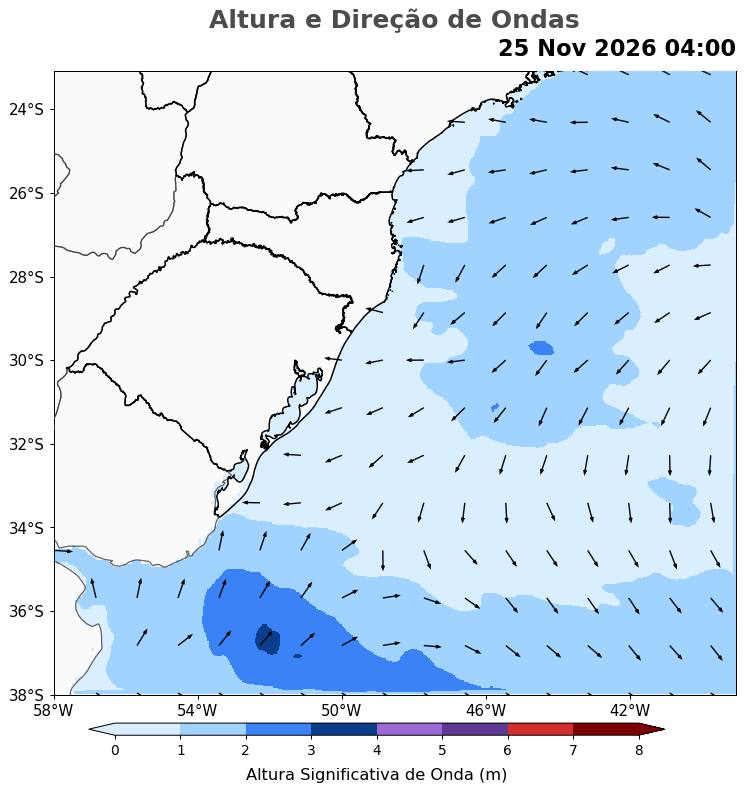 Altura e Direção de Ondas
25 Nov 2026 04:00
24°S
26°S
28°S
30°S
32°S
34°S
36°S
38°S
58°W 54°W 50°W 46°W 42°W
0 1 2 3 4 5 6 7 8
Altura Significativa de Onda (m)